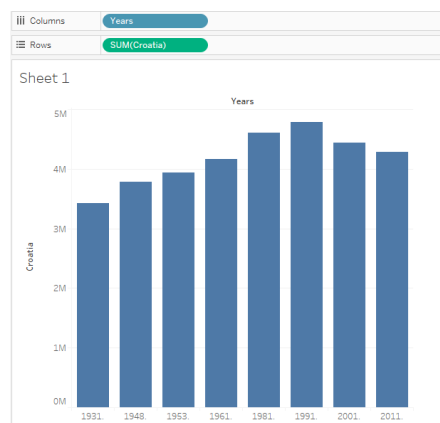 Columns Years
Rows SUM(Croatia)
Sheet 1
Years
5M
4M
3M
2M
1M
0M
Croatia
1931. 1948. 1953. 1961. 1981. 1991. 2001. 2011.